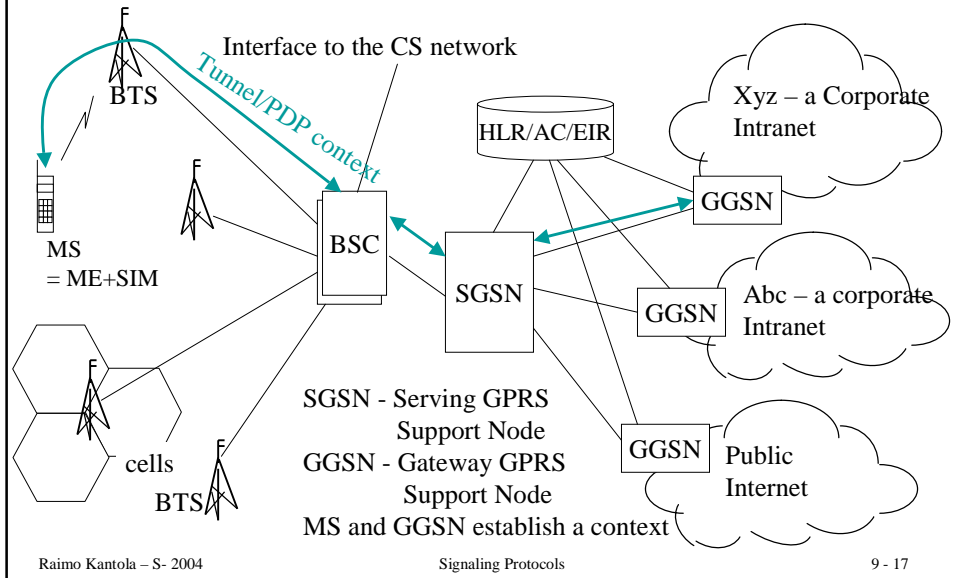 Interface to the CS network
BTS
Tunnel/PDP context
HLR/AC/EIR
Xyz – a Corporate
Intranet
GGSN
MS
= ME+SIM
BSC
SGSN
GGSN
Abc – a corporate
Intranet
SGSN - Serving GPRS
Support Node
GGSN - Gateway GPRS
Support Node
MS and GGSN establish a context
cells
BTS
GGSN
Public
Internet
Raimo Kantola – S- 2004
Signaling Protocols
9 - 17